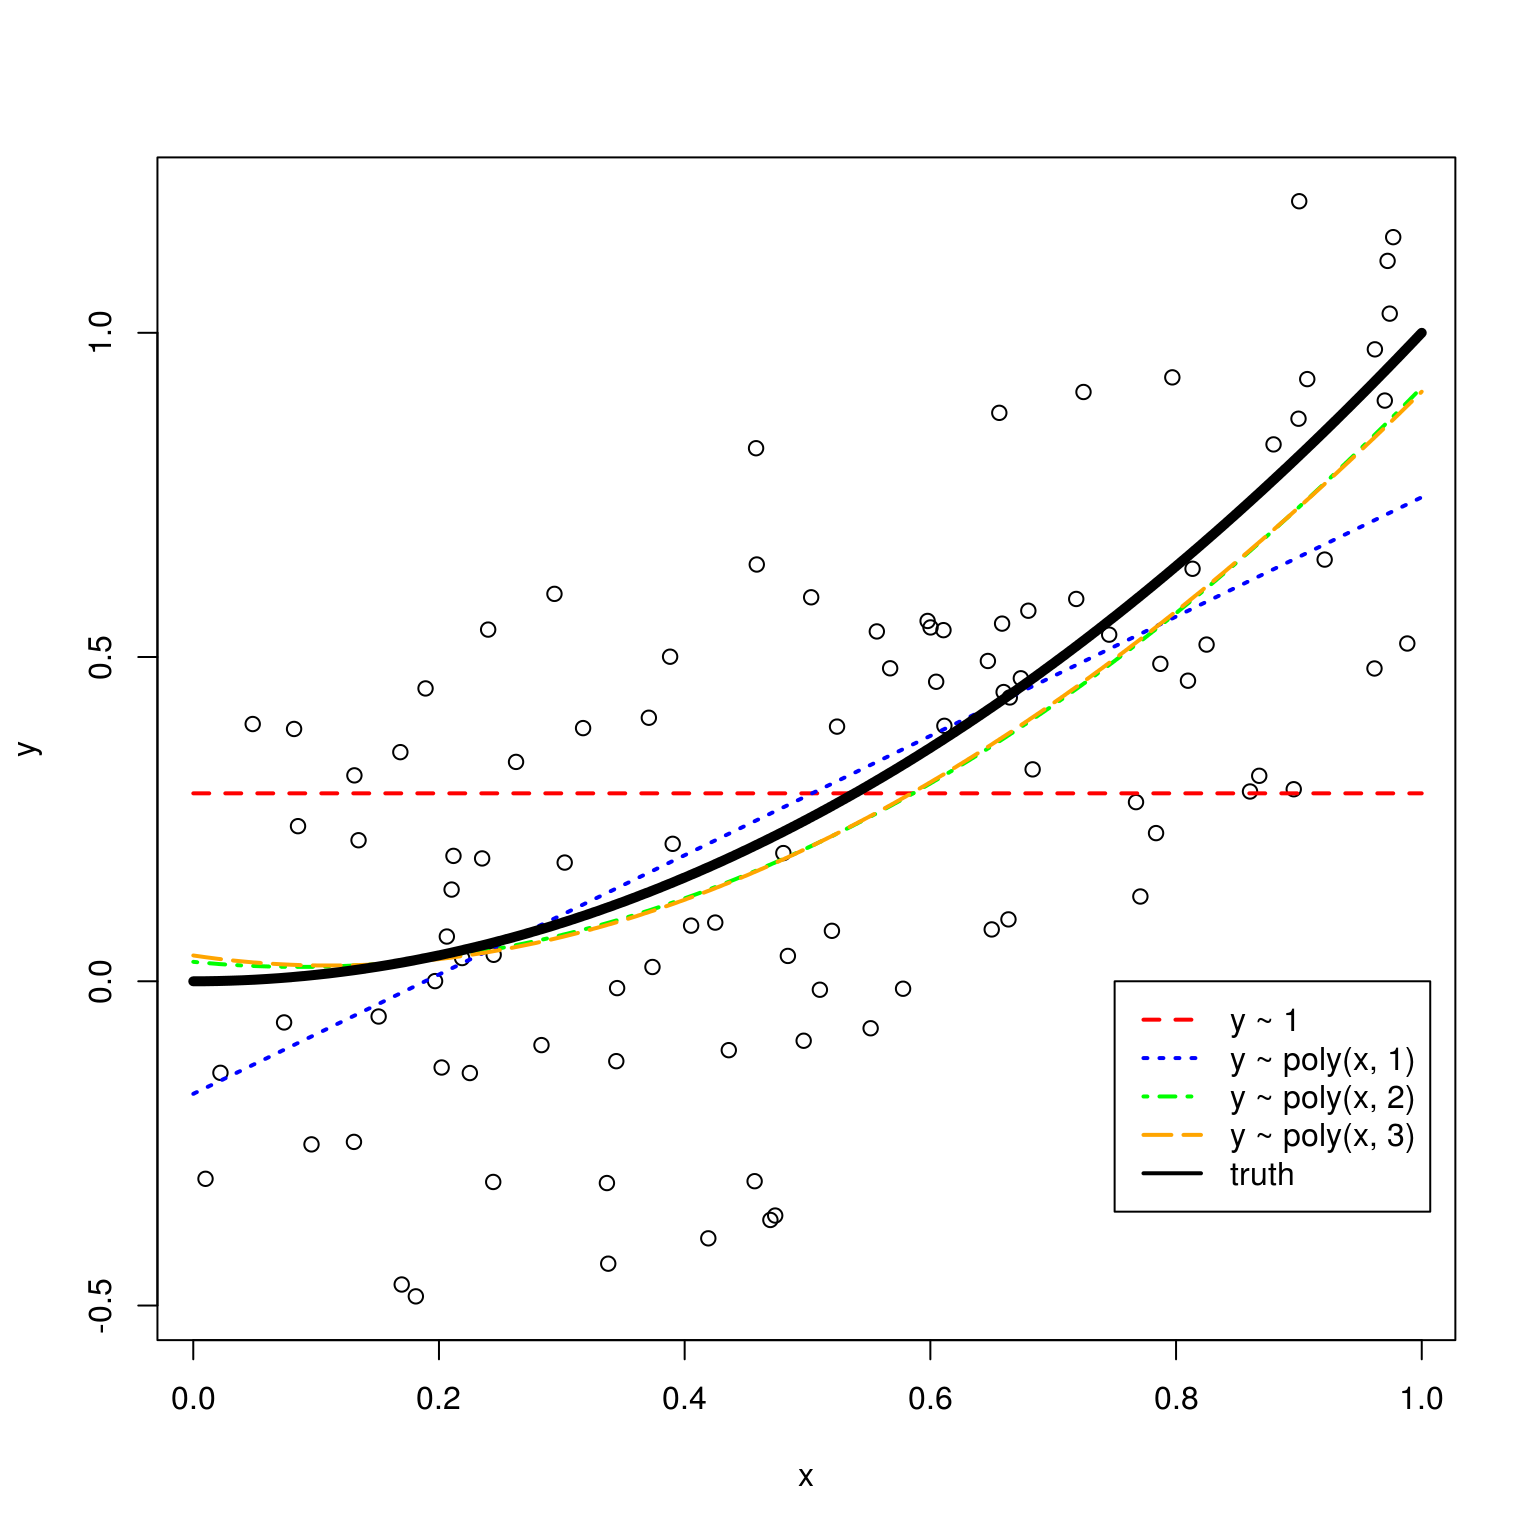 y
1.0
0.5
0.0
-0.5
0.0 0.2 0.4 0.6 0.8 1.0
x
y ~ 1
y ~ poly(x, 1)
y ~ poly(x, 2)
y ~ poly(x, 3)
truth